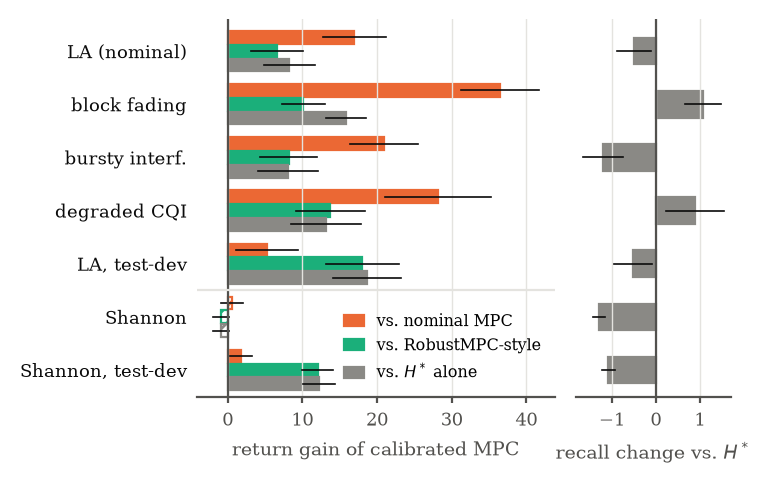 LA (nominal)
block fading
bursty interf.
degraded CQI
LA, test-dev
Shannon
Shannon, test-dev
vs. nominal MPC
vs. RobustMPC-style
vs. H* alone
0 10 20 30 40
return gain of calibrated MPC
−1 0 1
recall change vs. H*